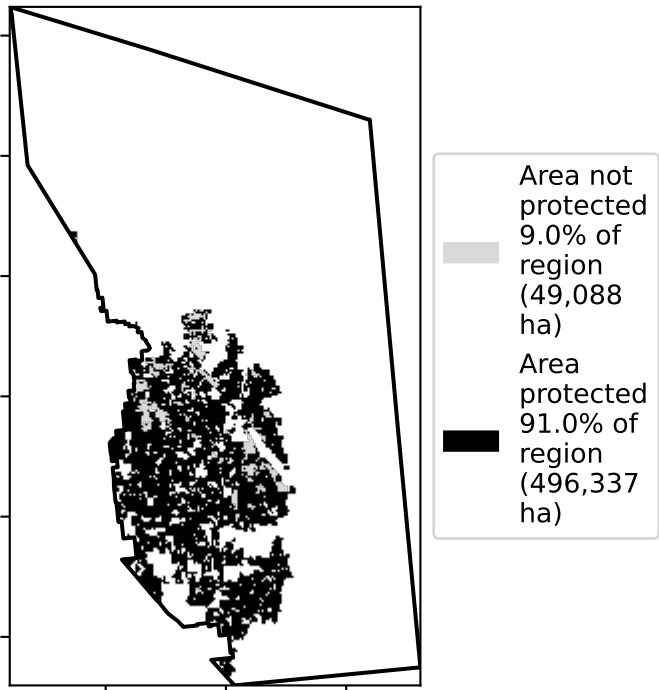 Area not
protected
9.0% of
region
(49,088
ha)
Area
protected
91.0% of
region
(496,337
ha)